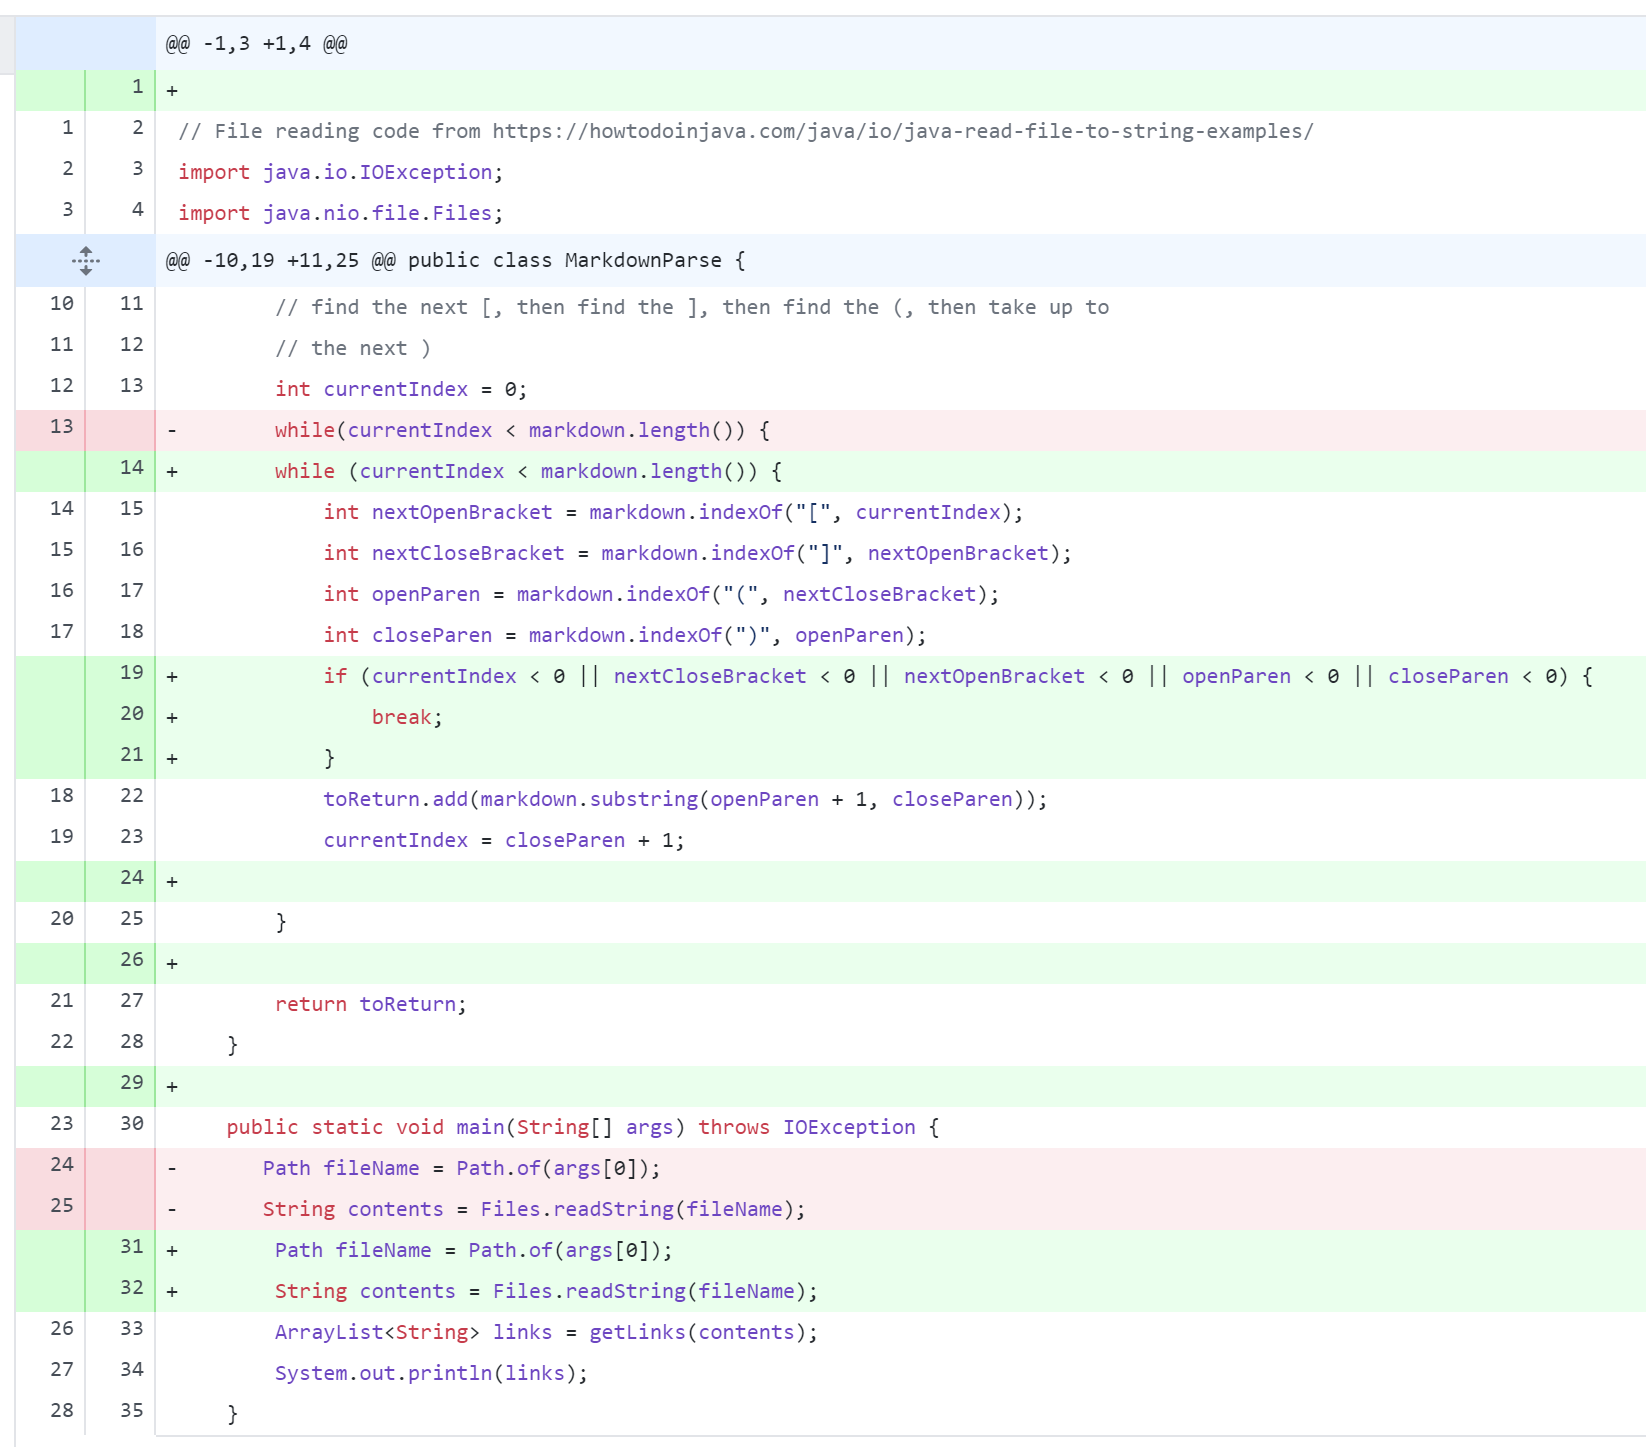 @@ -1,3 +1,4 @@
1 +
1 2 // File reading code from https://howtodoinjava.com/java/io/java-read-file-to-string-examples/
2 3 import java.io.IOException;
3 4 import java.nio.file.Files;
@@ -10,19 +11,25 @@ public class MarkdownParse {
10 11 // find the next [, then find the ], then find the (, then take up to
11 12 // the next )
12 13 int currentIndex = 0;
13 - while(currentIndex < markdown.length()) {
14 + while (currentIndex < markdown.length()) {
14 15 int nextOpenBracket = markdown.indexOf("[", currentIndex);
15 16 int nextCloseBracket = markdown.indexOf("]", nextOpenBracket);
16 17 int openParen = markdown.indexOf("(", nextCloseBracket);
17 18 int closeParen = markdown.indexOf(")", openParen);
19 + if (currentIndex < 0 || nextCloseBracket < 0 || nextOpenBracket < 0 || openParen < 0 || closeParen < 0) {
20 + break;
21 + }
18 22 toReturn.add(markdown.substring(openParen + 1, closeParen));
19 23 currentIndex = closeParen + 1;
24 +
20 25 }
26 +
21 27 return toReturn;
22 28 }
29 +
23 30 public static void main(String[] args) throws IOException {
24 - Path fileName = Path.of(args[0]);
25 - String contents = Files.readString(fileName);
31 + Path fileName = Path.of(args[0]);
32 + String contents = Files.readString(fileName);
26 33 ArrayList<String> links = getLinks(contents);
27 34 System.out.println(links);
28 35 }